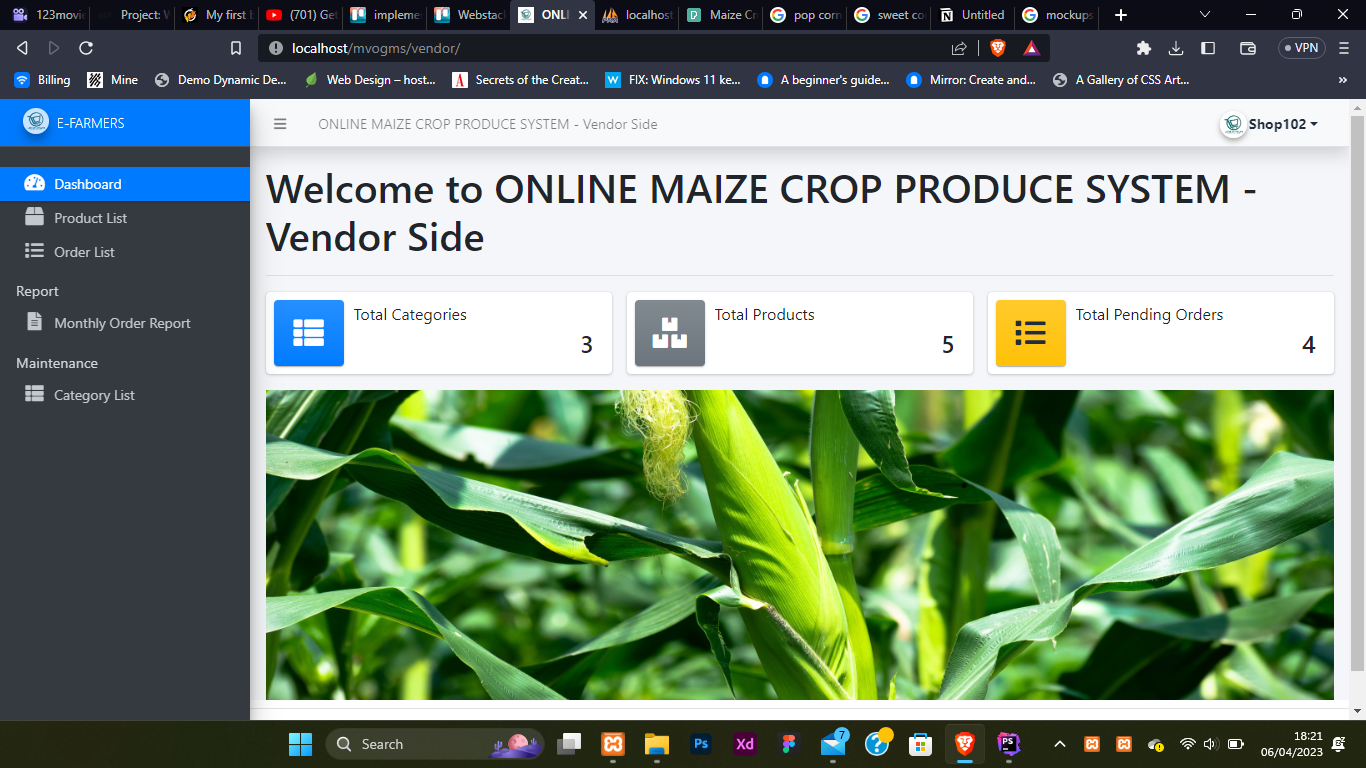 123movi
Project: W
My first b
(701) Get
impleme
Webstac
ONLI
localhost
Maize Cr
pop corn
sweet co
Untitled
mockups
localhost/mvogms/vendor/
VPN
Billing
Mine
Demo Dynamic De...
Web Design – host...
Secrets of the Creat...
FIX: Windows 11 ke...
A beginner's guide...
Mirror: Create and...
A Gallery of CSS Art...
E-FARMERS
ONLINE MAIZE CROP PRODUCE SYSTEM - Vendor Side
Shop102
Dashboard
Product List
Order List
Report
Monthly Order Report
Maintenance
Category List
Welcome to ONLINE MAIZE CROP PRODUCE SYSTEM -
Vendor Side
Total Categories
3
Total Products
5
Total Pending Orders
4
Search
Ps
Xd
7
PS
18:21
06/04/2023